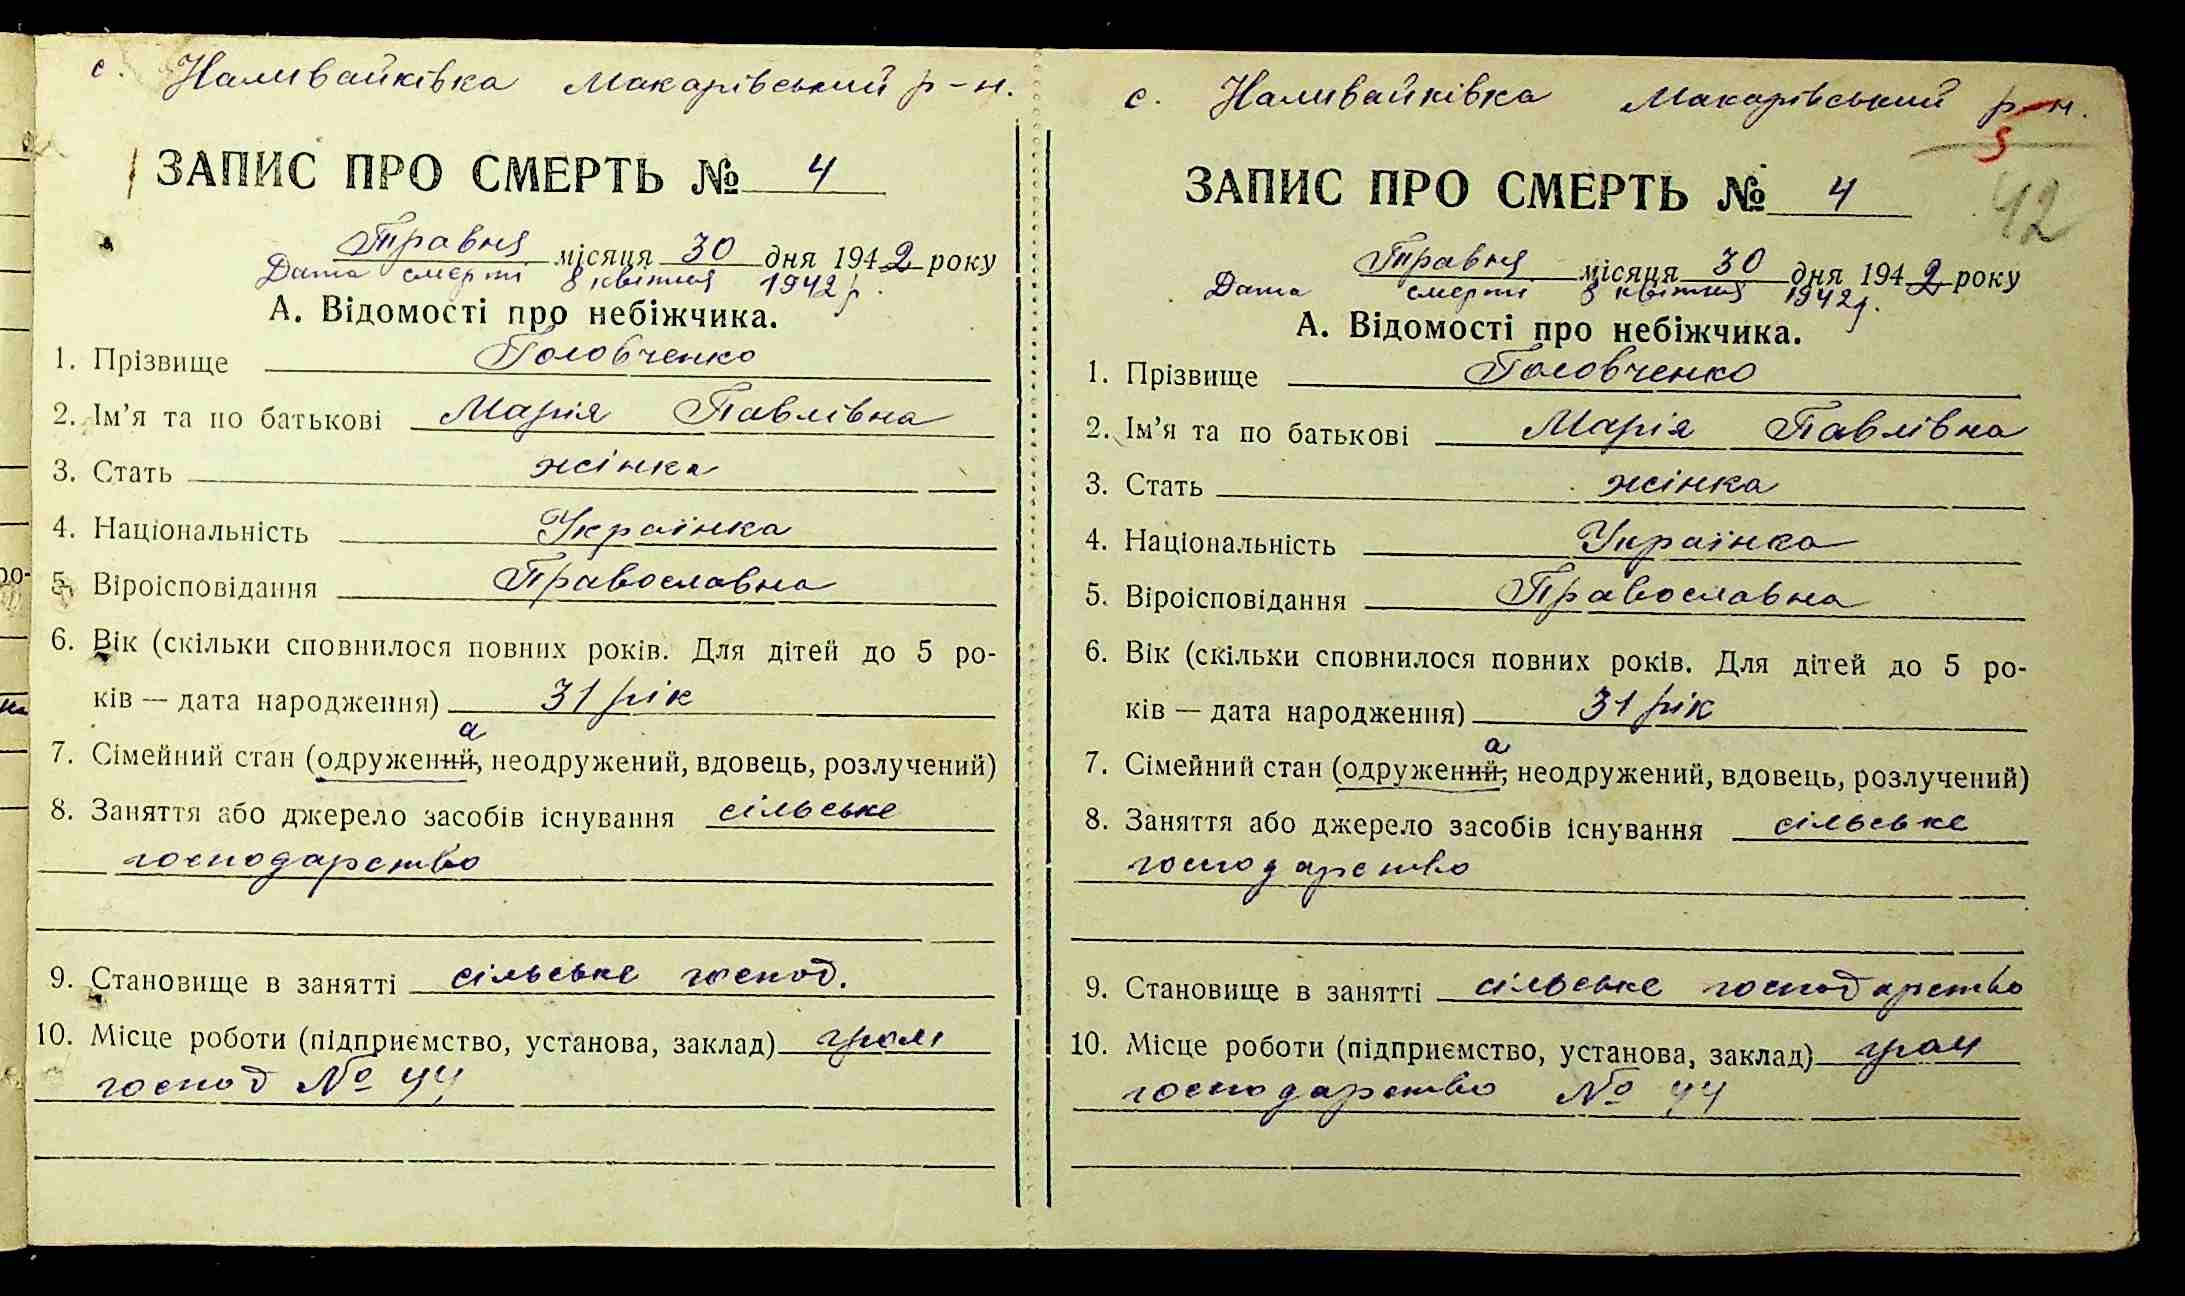 с. Наливайківка Макарівський р-н.
ЗАПИС ПРО СМЕРТЬ № 4
Травня місяця 30 дня 1942 року
Дата смерті 8 квітня 1942 р.
А. Відомості про небіжчика.
1. Прізвище Головченко
2. Ім’я та по батькові Марія Павлівна
3. Стать жінка
4. Національність Українка
5. Віроісповідання Православна
6. Вік (скільки сповнилося повних років. Для дітей до 5 ро-
ків — дата народження) 31 рік
а
7. Сімейний стан (одружений, неодружений, вдовець, розлучений)
8. Заняття або джерело засобів існування сільське
господарство
9. Становище в занятті сільське господ.
10. Місце роботи (підприємство, установа, заклад)
господ № 44
с. Наливайківка Макарівський р-н.
5
42
ЗАПИС ПРО СМЕРТЬ № 4
Травня місяця 30 дня 1942 року
Дата смерті 8 квітня 1942 р.
А. Відомості про небіжчика.
1. Прізвище Головченко
2. Ім’я та по батькові Марія Павлівна
3. Стать жінка
4. Національність Українка
5. Віроісповідання Православна
6. Вік (скільки сповнилося повних років. Для дітей до 5 ро-
ків — дата народження) 31 рік
а
7. Сімейний стан (одружений, неодружений, вдовець, розлучений)
8. Заняття або джерело засобів існування сільське
господарство
9. Становище в занятті сільське господарство
10. Місце роботи (підприємство, установа, заклад) гром
господарство № 44